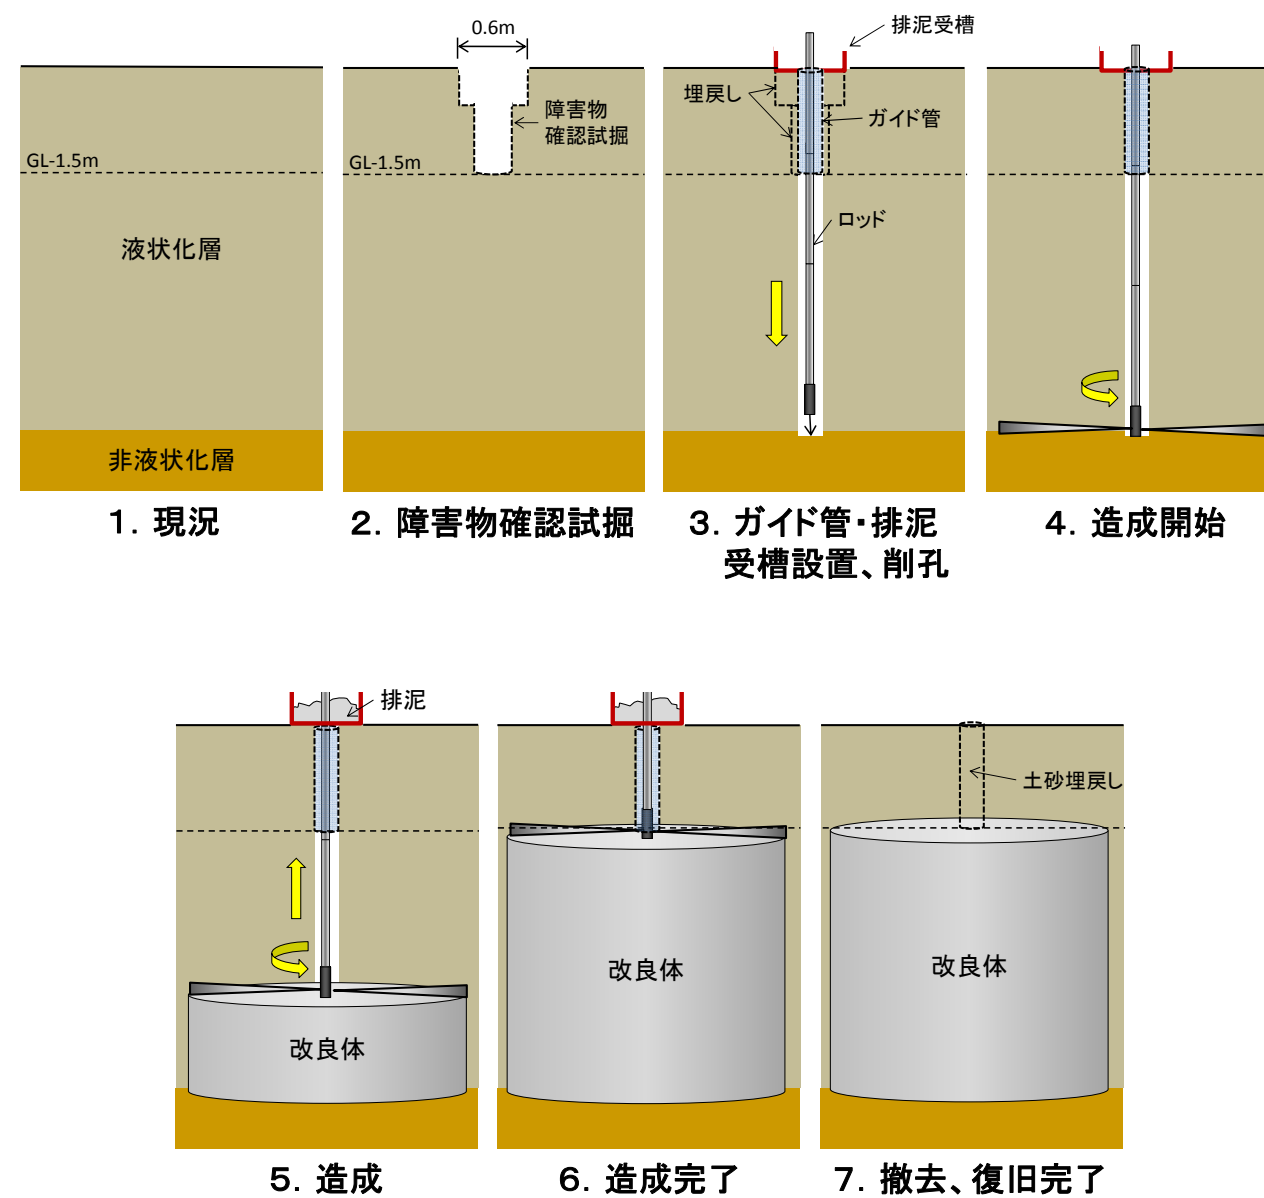 GL-1.5m
液状化層
非液状化層
1. 現況
0.6m
障害物
確認試掘
GL-1.5m
2. 障害物確認試掘
排泥受槽
埋戻し
ガイド管
ロッド
3. ガイド管・排泥
受槽設置、削孔
4. 造成開始
排泥
改良体
5. 造成
改良体
6. 造成完了
土砂埋戻し
改良体
7. 撤去、復旧完了